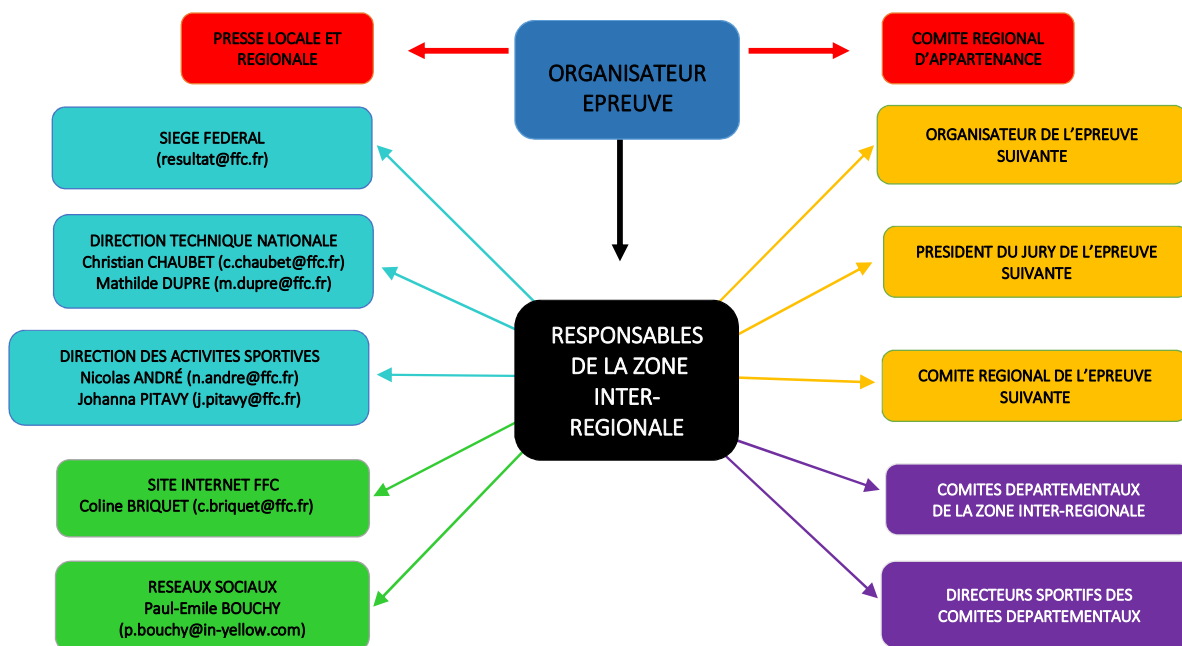 PRESSE LOCALE ET
REGIONALE
ORGANISATEUR
EPREUVE
COMITE REGIONAL
D'APPARTENANCE
SIEGE FEDERAL
(resultat@ffc.fr)
DIRECTION TECHNIQUE NATIONALE
Christian CHAUBET (c.chaubet@ffc.fr)
Mathilde DUPRE (m.dupre@ffc.fr)
DIRECTION DES ACTIVITES SPORTIVES
Nicolas ANDRÉ (n.andre@ffc.fr)
Johanna PITAVY (j.pitavy@ffc.fr)
SITE INTERNET FFC
Coline BRIQUET (c.briquet@ffc.fr)
RESEAUX SOCIAUX
Paul-Emile BOUCHY
(p.bouchy@in-yellow.com)
RESPONSABLES
DE LA ZONE
INTER-
REGIONALE
ORGANISATEUR DE L'EPREUVE
SUIVANTE
PRESIDENT DU JURY DE L'EPREUVE
SUIVANTE
COMITE REGIONAL DE L'EPREUVE
SUIVANTE
COMITES DEPARTEMENTAUX
DE LA ZONE INTER-REGIONALE
DIRECTEURS SPORTIFS DES
COMITES DEPARTEMENTAUX